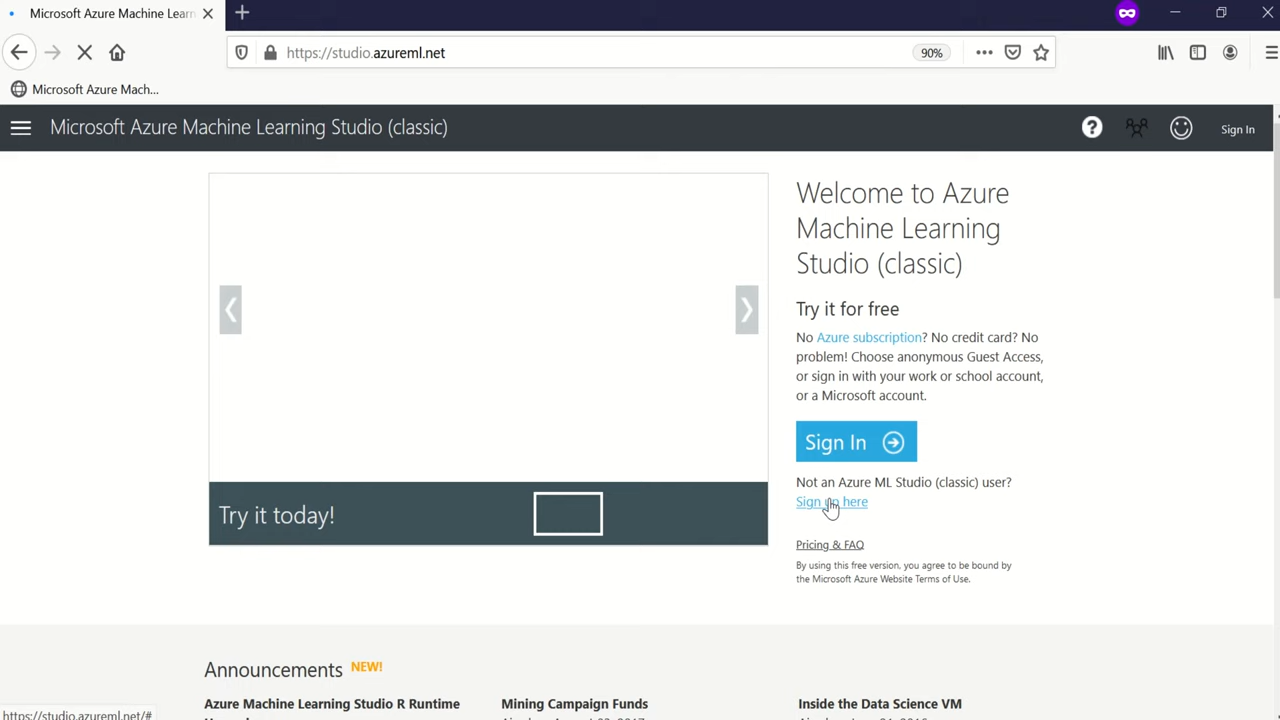 Microsoft Azure Machine Learn
https://studio.azureml.net
90%
Microsoft Azure Mach...
Microsoft Azure Machine Learning Studio (classic)
Sign In
Welcome to Azure
Machine Learning
Studio (classic)
Try it for free
No Azure subscription? No credit card? No
problem! Choose anonymous Guest Access,
or sign in with your work or school account,
or a Microsoft account.
Sign In
Not an Azure ML Studio (classic) user?
Sign up here
Try it today!
Pricing & FAQ
By using this free version, you agree to be bound by
the Microsoft Azure Website Terms of Use.
Announcements NEW!
Azure Machine Learning Studio R Runtime
Mining Campaign Funds
Inside the Data Science VM
https://studio.azureml.net/#